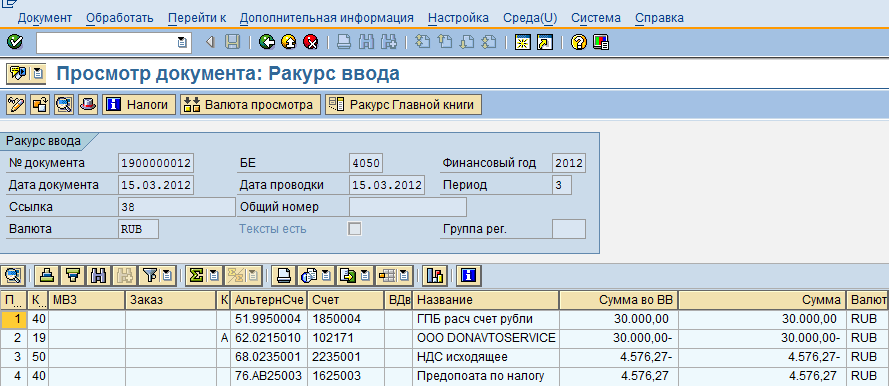 Документ Обработать Перейти к Дополнительная информация Настройка Среда(U) Система Справка
Просмотр документа: Ракурс ввода
Налоги Валюта просмотра Ракурс Главной книги
Ракурс ввода
№ документа 1900000012 БЕ 4050 Финансовый год 2012
Дата документа 15.03.2012 Дата проводки 15.03.2012 Период 3
Ссылка 38 Общий номер
Валюта RUB Тексты есть Группа рег.
П... К... МВЗ Заказ К АльтернСче Счет ВДв Название Сумма во ВВ Сумма Валют
1 40 51.9950004 1850004 ГПБ расч счет рубли 30.000,00 30.000,00 RUB
2 19 A 62.0215010 102171 ООО DONAVTOSERVICE 30.000,00- 30.000,00- RUB
3 50 68.0235001 2235001 НДС исходящее 4.576,27- 4.576,27- RUB
4 40 76.АВ25003 1625003 Предопоата по налогу 4.576,27 4.576,27 RUB